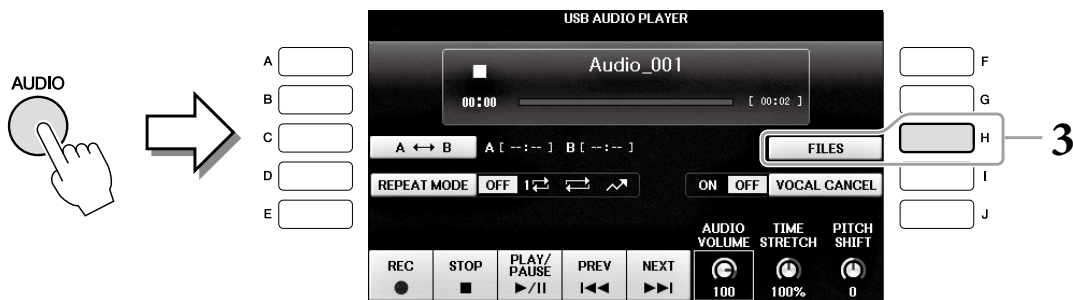 USB AUDIO PLAYER
AUDIO
A
B
C
D
E
Audio_001
00:00 [ 00:02 ]
A ↔ B A [ --:-- ] B [ --:-- ]
FILES
REPEAT MODE OFF 1
ON OFF VOCAL CANCEL
AUDIO VOLUME
TIME STRETCH
PITCH SHIFT
100
100%
0
REC
STOP
PLAY/
PAUSE
PREV
NEXT
F
G
H
I
J
3